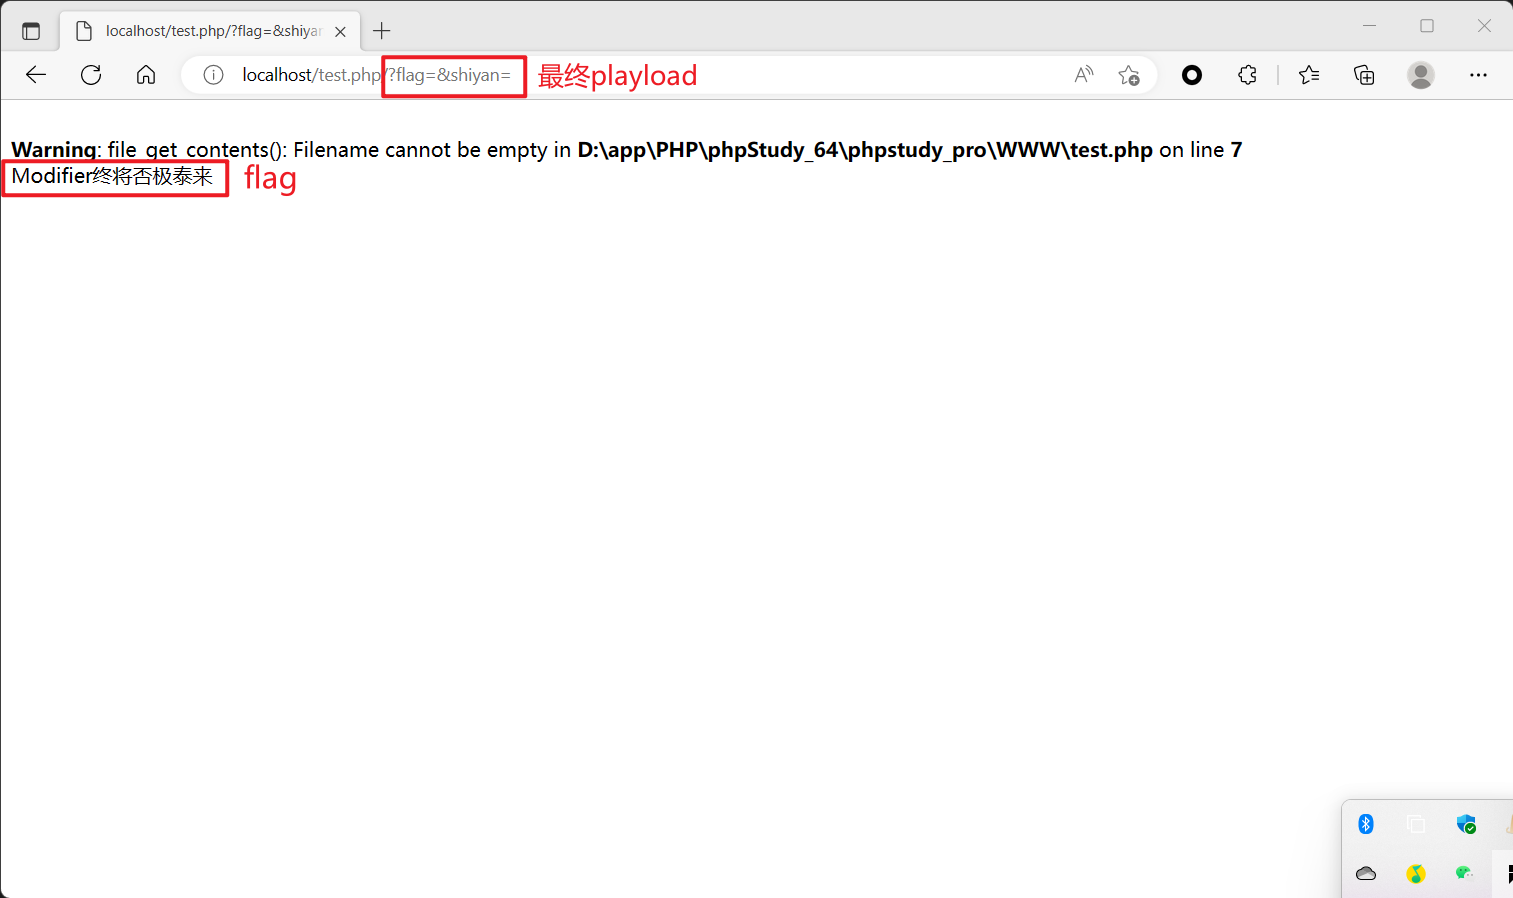 localhost/test.php/?flag=&shiyan
localhost/test.php/?flag=&shiyan= 最终playload
Warning: file_get_contents(): Filename cannot be empty in D:\app\PHP\phpStudy_64\phpstudy_pro\WWW\test.php on line 7
Modifier终将否极泰来 flag